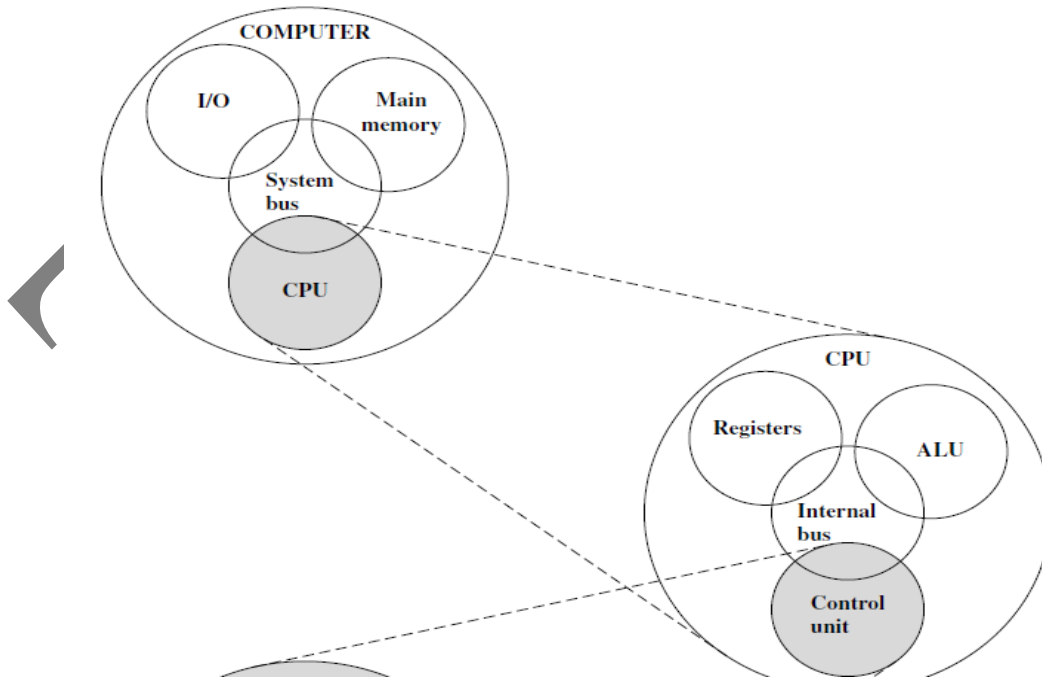 COMPUTER
I/O
Main
memory
System
bus
CPU
CPU
Registers
ALU
Internal
bus
Control
unit